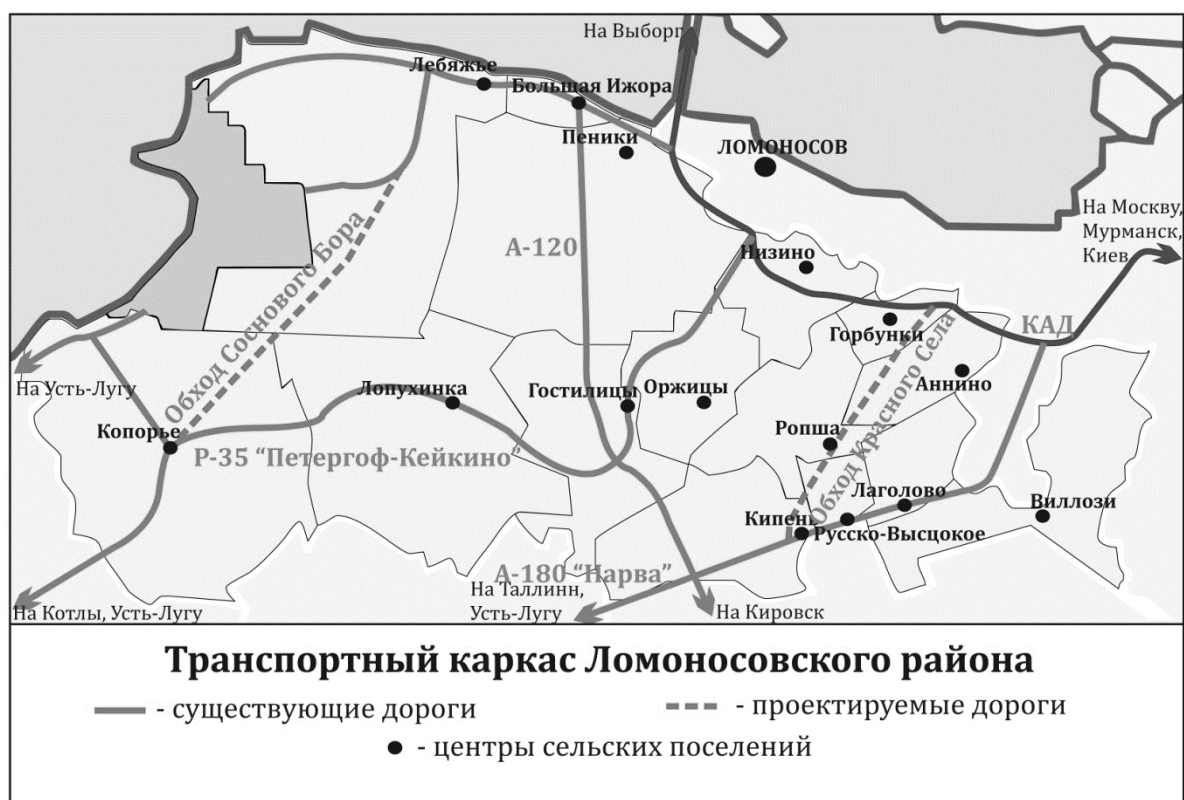 На Выборг
Лебяжье
Большая Ижора
Пеники
ЛОМОНОСОВ
На Москву,
Мурманск,
Киев
А-120
Низино
Обход Соснового Бора
КАД
Горбунки
На Усть-Лугу
Аннино
Лопухинка
Гостилицы
Оржицы
Обход Красного Села
Копорье
Ропша
Р-35 “Петергоф-Кейкино”
Лаголово
Виллози
Кипень
Русско-Высцокое
А-180 “Нарва”
На Таллинн,
Усть-Лугу
На Котлы, Усть-Лугу
На Кировск
Транспортный каркас Ломоносовского района
- существующие дороги
- проектируемые дороги
- центры сельских поселений